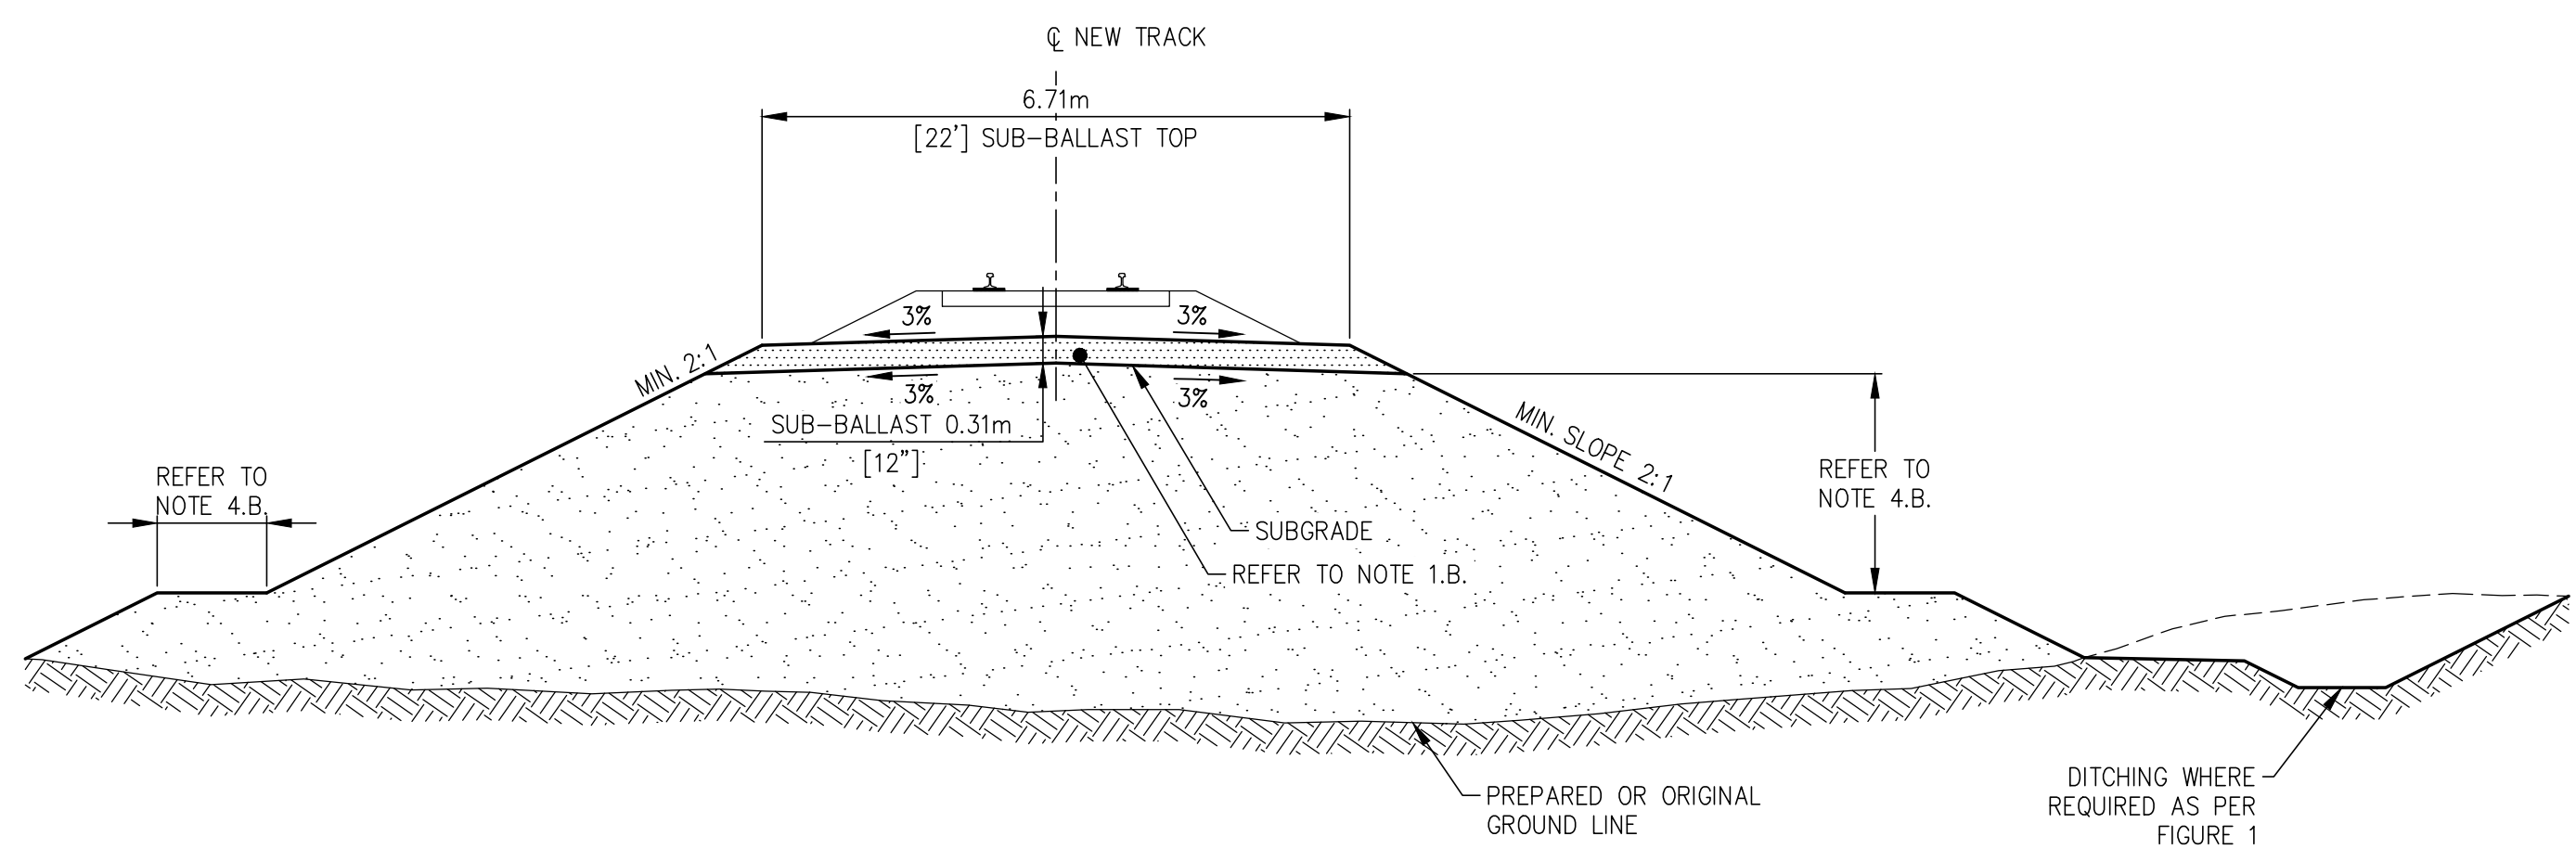 ℄ NEW TRACK
6.71m
[22'] SUB-BALLAST TOP
3%
3%
MIN. 2:1
3%
3%
SUB-BALLAST 0.31m
[12"]
MIN. SLOPE 2:1
REFER TO
NOTE 4.B.
REFER TO
NOTE 4.B.
SUBGRADE
REFER TO NOTE 1.B.
PREPARED OR ORIGINAL
GROUND LINE
DITCHING WHERE
REQUIRED AS PER
FIGURE 1